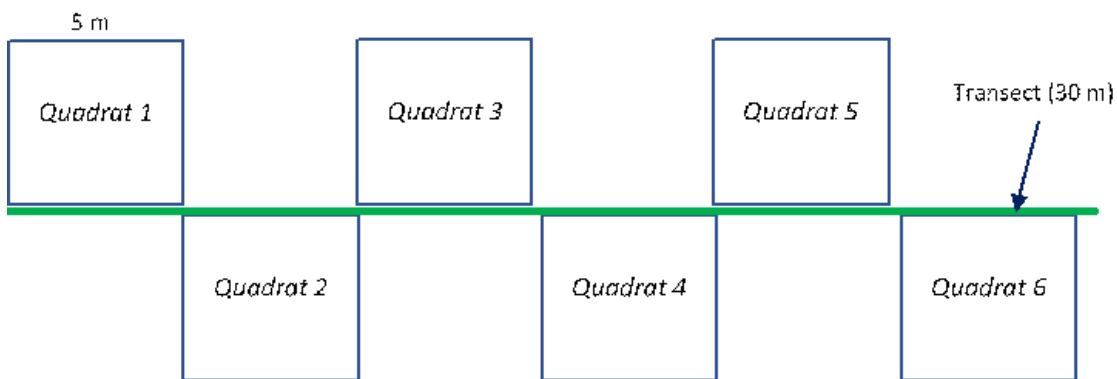 5 m
Quadrat 1
Quadrat 3
Quadrat 5
Transect (30 m)
Quadrat 2
Quadrat 4
Quadrat 6